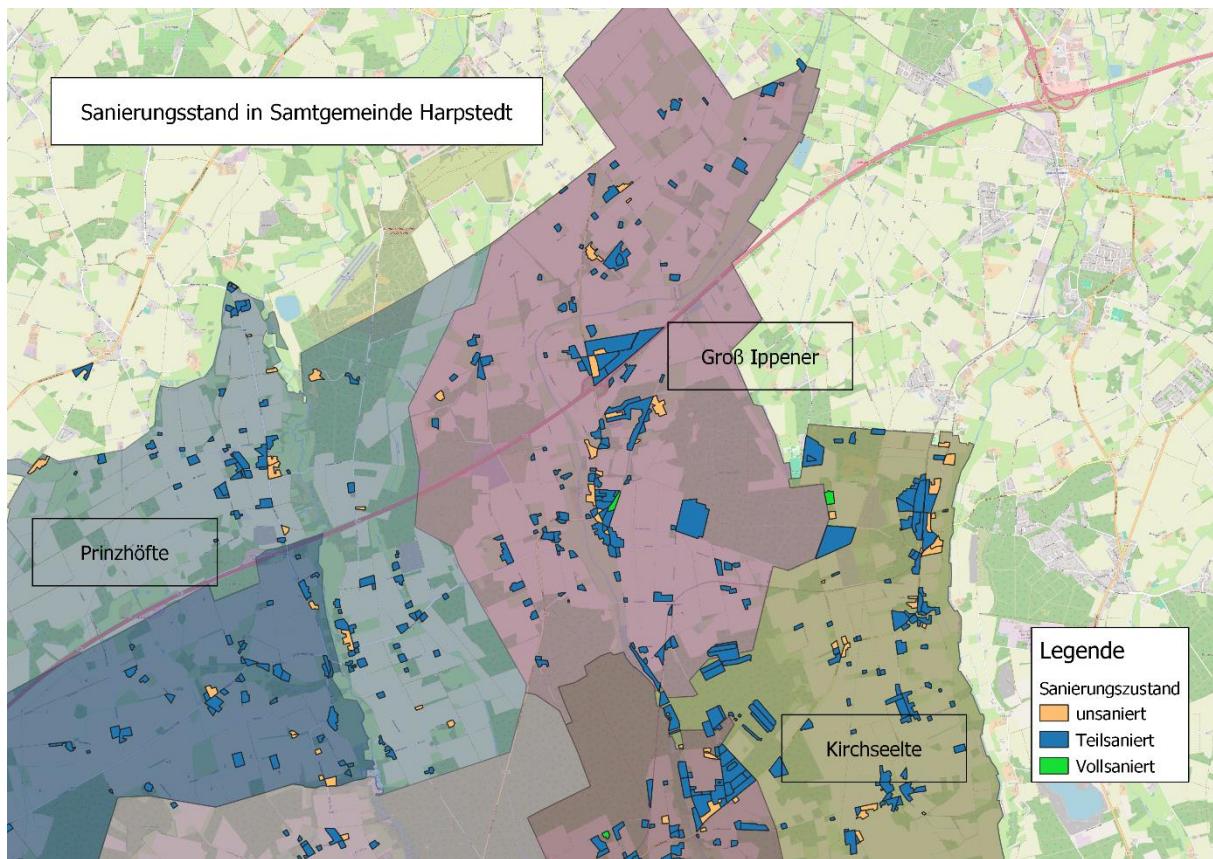 Sanierungsstand in Samtgemeinde Harpstedt
Groß Ippener
Prinzhöfte
Kirchseelte
Legende
Sanierungszustand
unsaniert
Teilsaniert
Vollsaniert